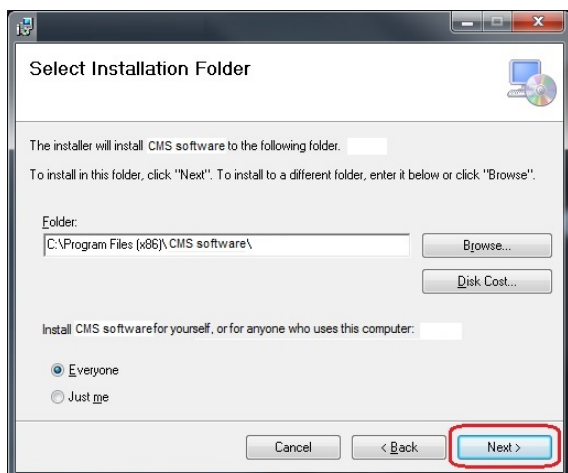 Select Installation Folder
The installer will install CMS software to the following folder.
To install in this folder, click "Next". To install to a different folder, enter it below or click "Browse".
Folder:
C:\Program Files (x86)\CMS software\
Browse...
Disk Cost...
Install CMS software for yourself, or for anyone who uses this computer:
Everyone
Just me
Cancel
< Back
Next >